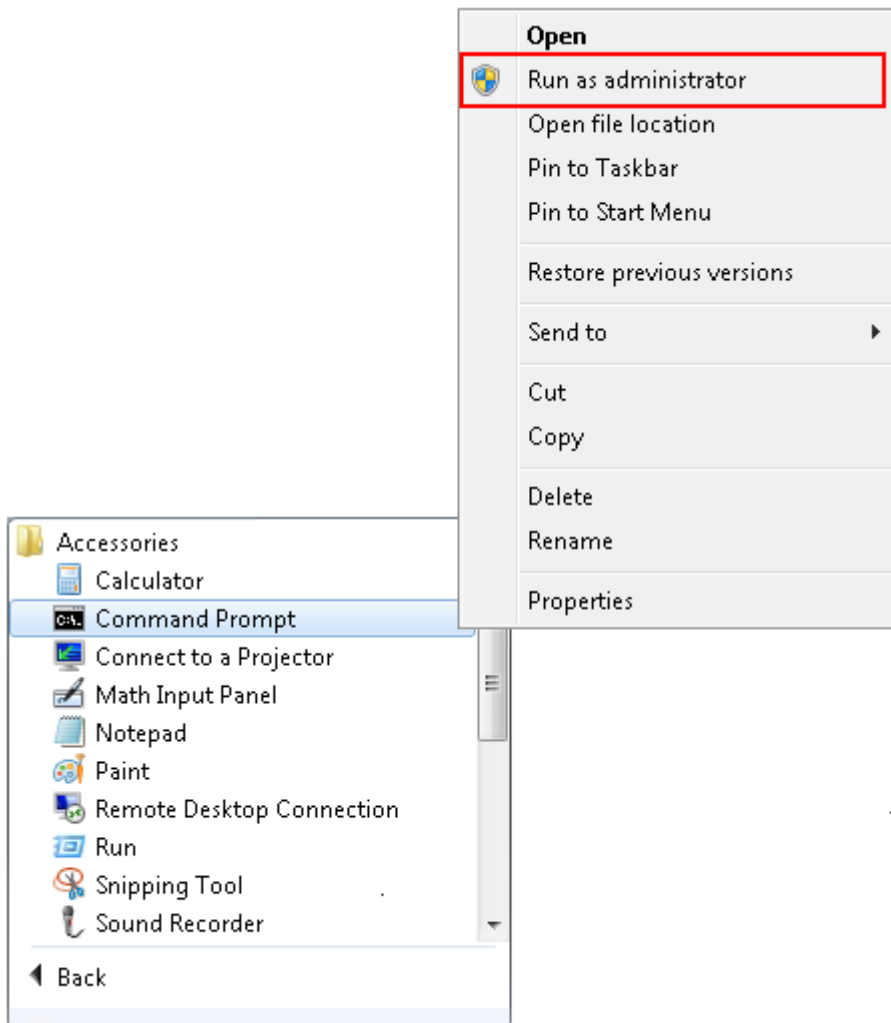 Open
Run as administrator
Open file location
Pin to Taskbar
Pin to Start Menu
Restore previous versions
Send to
Cut
Copy
Delete
Rename
Properties
Accessories
Calculator
C:\.
Command Prompt
Connect to a Projector
Math Input Panel
Notepad
Paint
Remote Desktop Connection
Run
Snipping Tool
Sound Recorder
Back